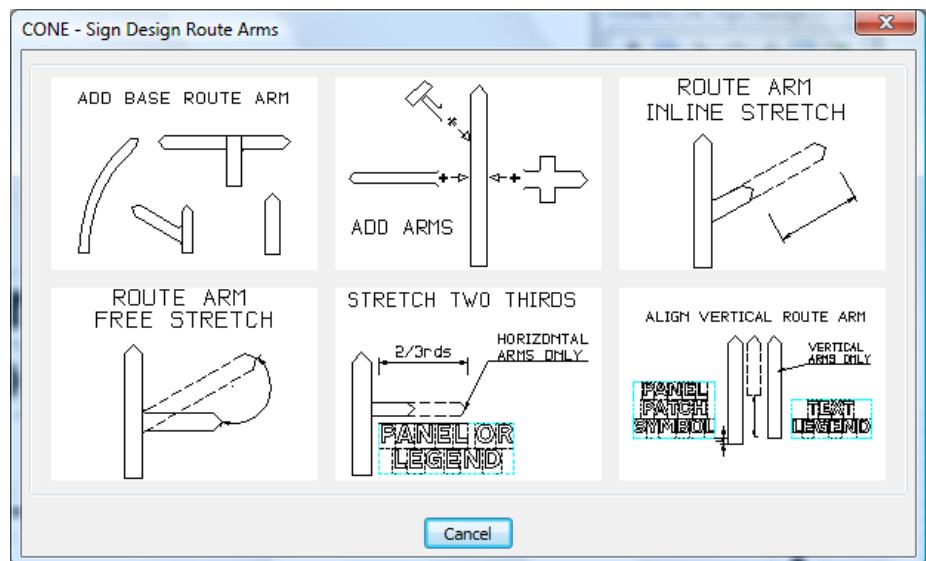 CONE - Sign Design Route Arms
ADD BASE ROUTE ARM
ADD ARMS
ROUTE ARM
INLINE STRETCH
ROUTE ARM
FREE STRETCH
STRETCH TWO THIRDS
2/3rds
HORIZONTAL
ARMS ONLY
PANEL OR
LEGEND
ALIGN VERTICAL ROUTE ARM
VERTICAL
ARMS ONLY
PANEL
PATCH
SYMBOL
TEXT
LEGEND
Cancel